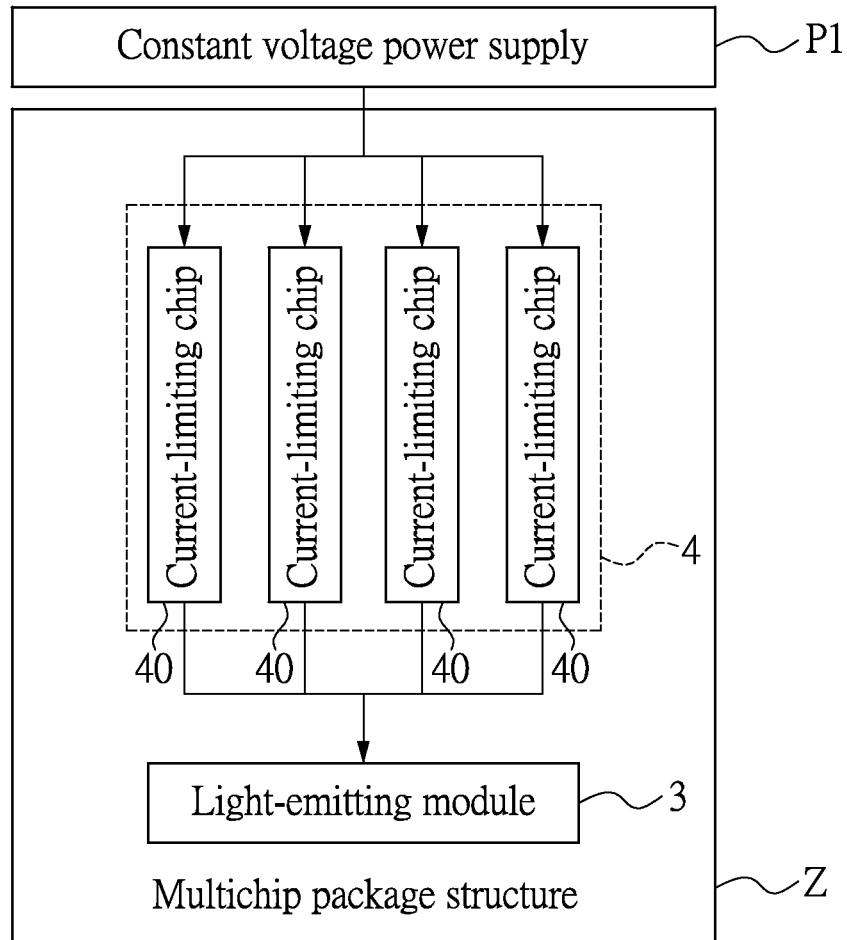 Constant voltage power supply
P1
Current-limiting chip
Current-limiting chip
Current-limiting chip
Current-limiting chip
4
40
40
40
40
Light-emitting module
3
Multichip package structure
Z